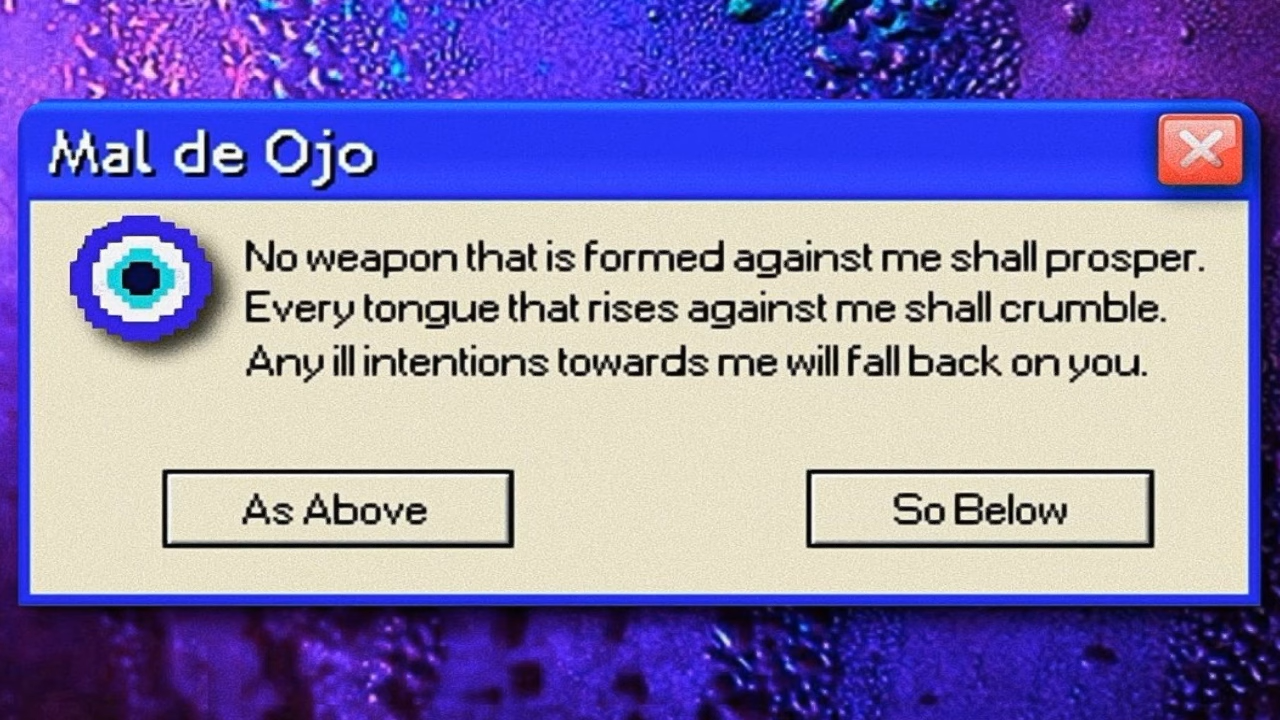 Mal de Ojo
No weapon that is formed against me shall prosper.
Every tongue that rises against me shall crumble.
Any ill intentions towards me will fall back on you.
As Above
So Below